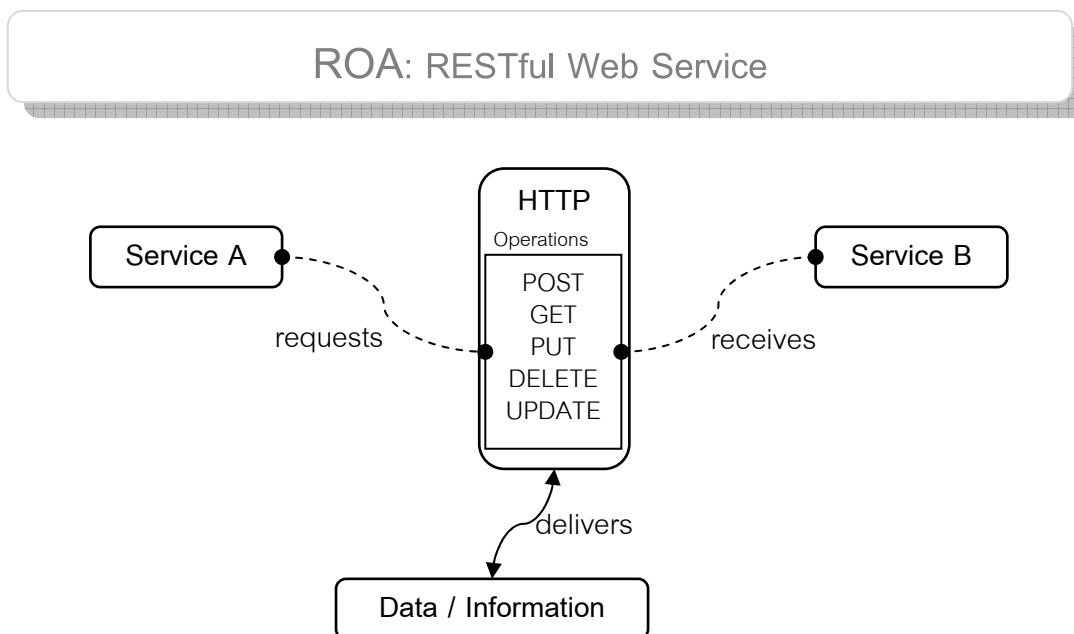 ROA: RESTful Web Service
HTTP
Operations
Service A
Service B
POST
GET
PUT
DELETE
UPDATE
requests
receives
delivers
Data / Information